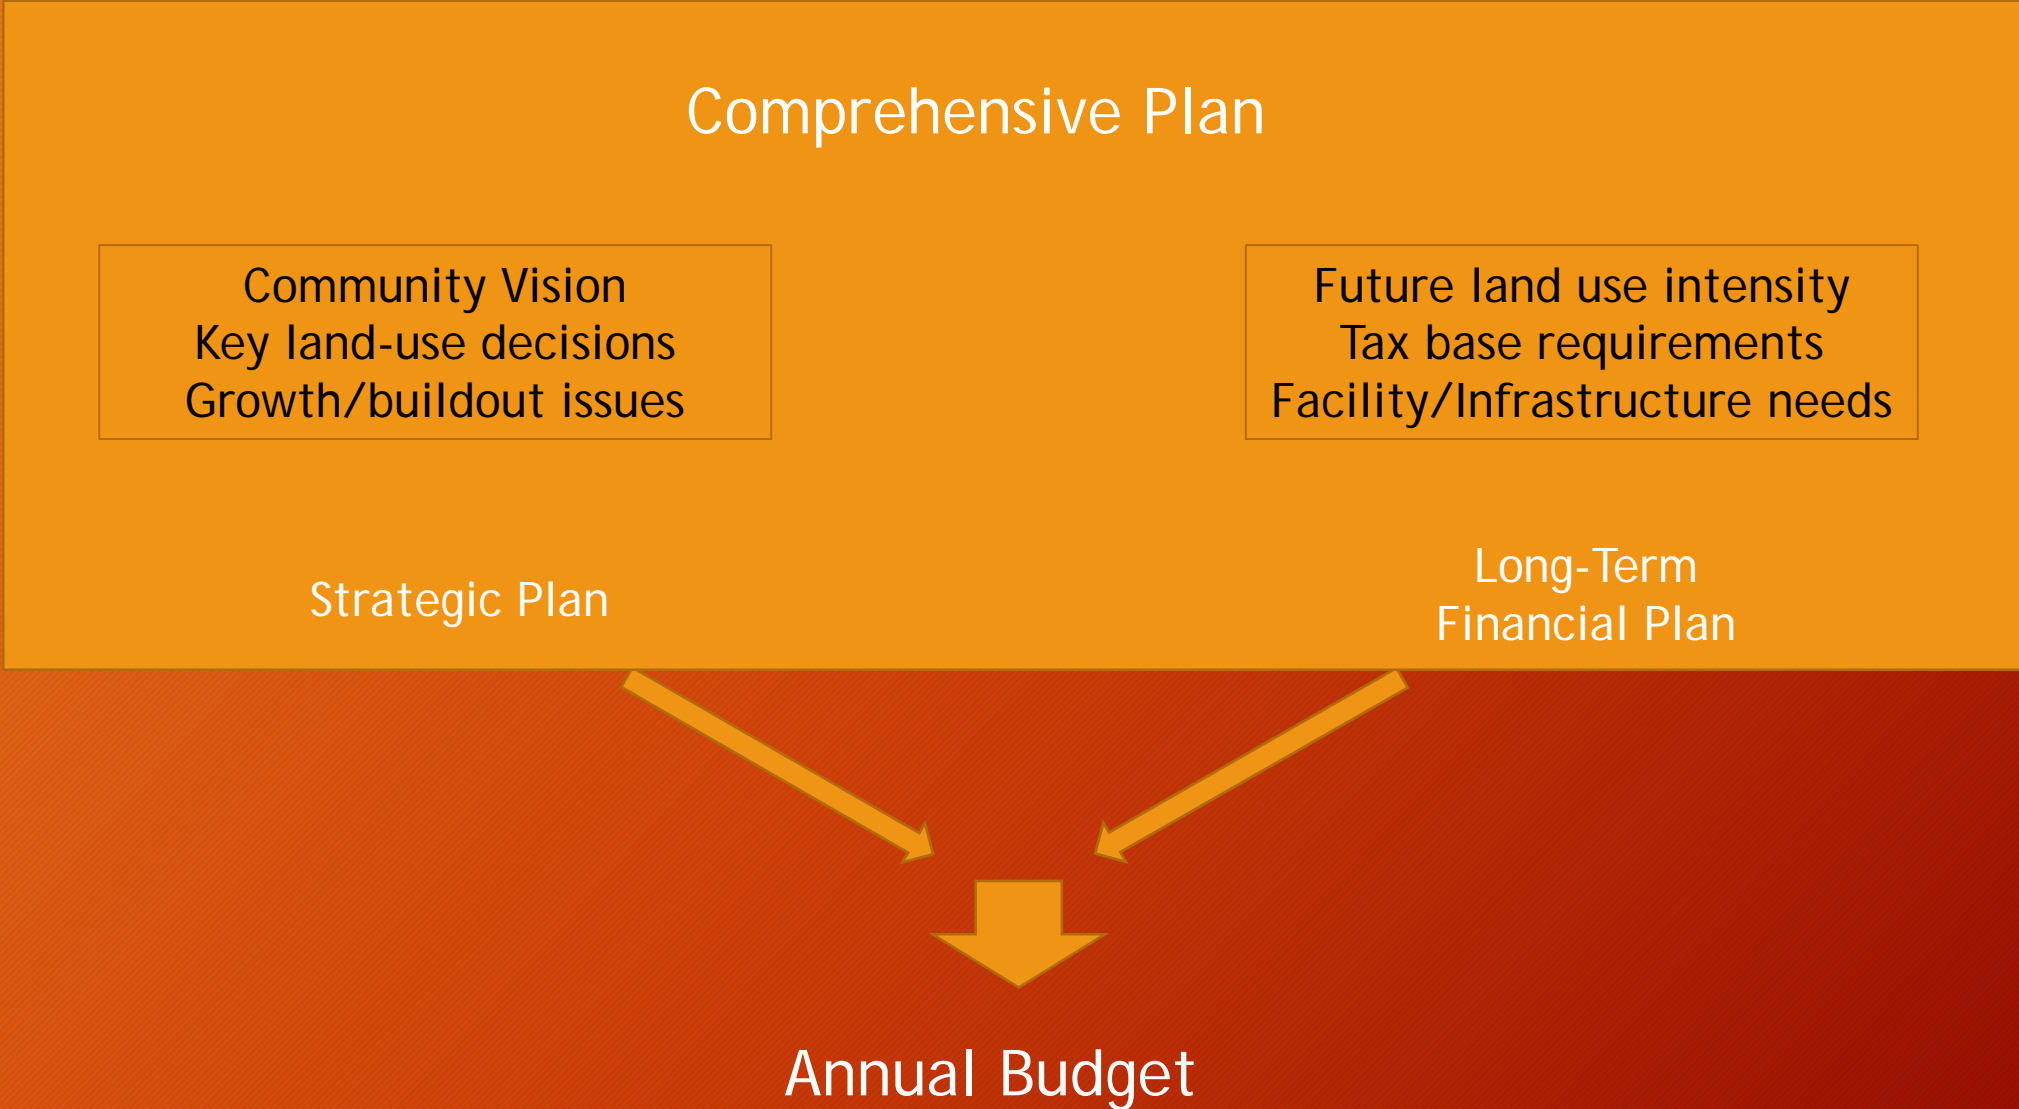 Comprehensive Plan
Community Vision
Key land-use decisions
Growth/buildout issues
Future land use intensity
Tax base requirements
Facility/Infrastructure needs
Strategic Plan
Long-Term
Financial Plan
Annual Budget